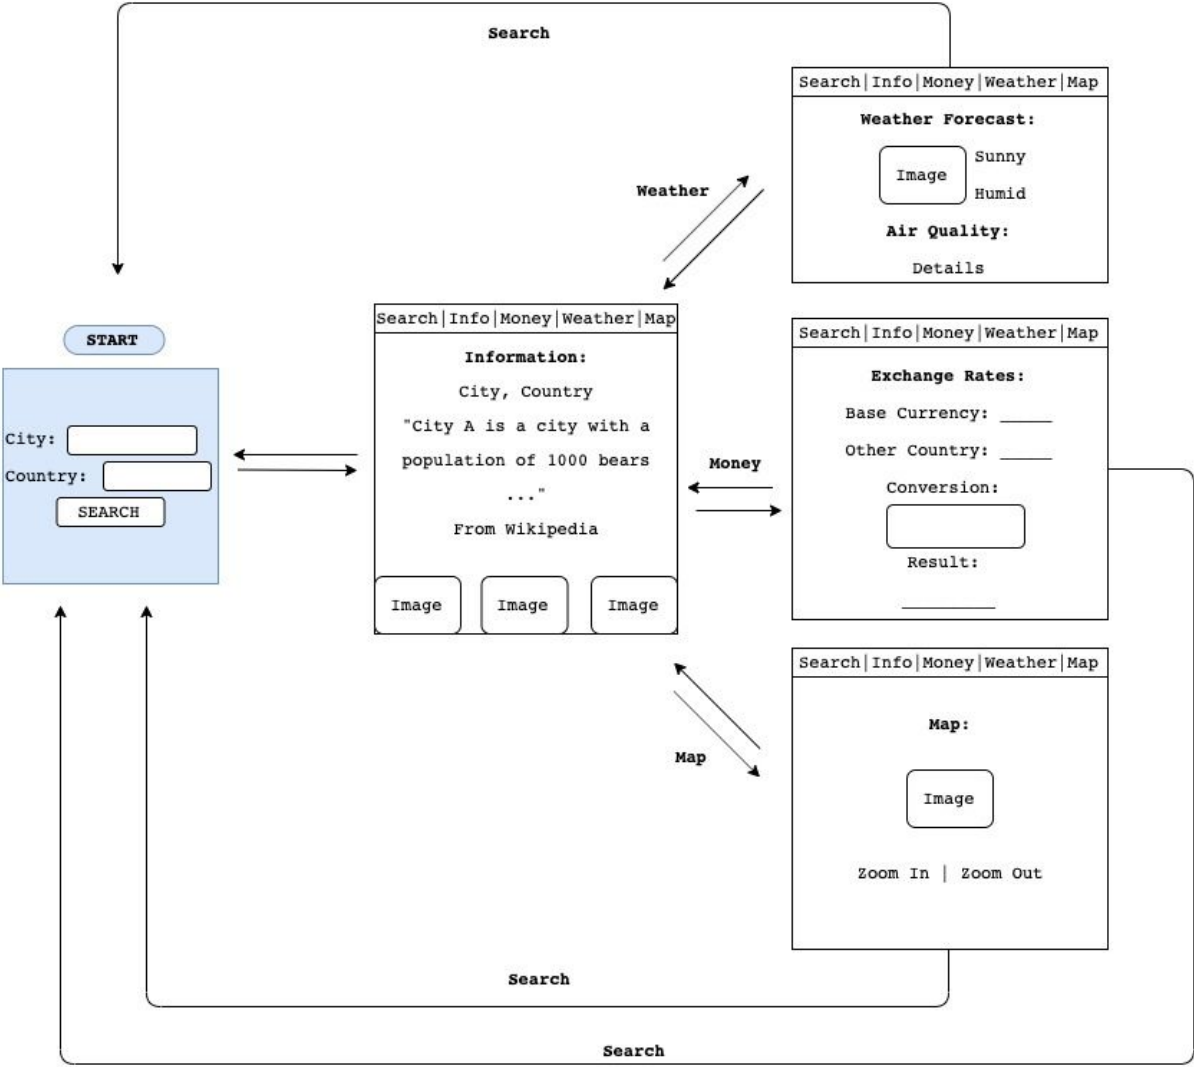 Search
Search|Info|Money|Weather|Map
Weather Forecast:
Image
Sunny
Humid
Air Quality:
Details
Weather
START
City:
Country:
SEARCH
Search|Info|Money|Weather|Map
Information:
City, Country
"City A is a city with a
population of 1000 bears
..."
From Wikipedia
Image Image Image
Money
Search|Info|Money|Weather|Map
Exchange Rates:
Base Currency: _____
Other Country: _____
Conversion:
Result:
_________
Map
Search|Info|Money|Weather|Map
Map:
Image
Zoom In | Zoom Out
Search
Search